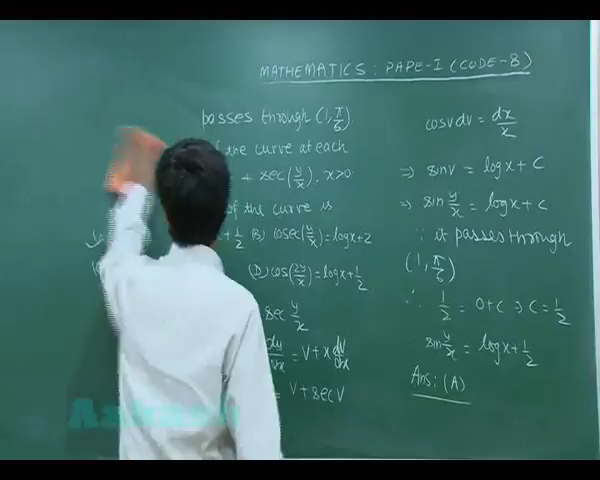 MATHEMATICS: PAPE-I (CODE-8)
passes through (1, π/6)
the curve at each
+ sec(y/x), x>0.
of the curve is
+ 1/2 (B) cosec(y/x) = logx+2
(D) cos(2y/x) = logx+1/2
sec y/x
dy/dx = V + x dV/dx
= V + sec V
cosv dv = dx/x
⇒ sinv = logx + C
⇒ sin y/x = logx + c
∵ it passes through
(1, π/6)
∴ 1/2 = 0+c ⇒ C = 1/2
sin y/x = logx + 1/2
Ans: (A)